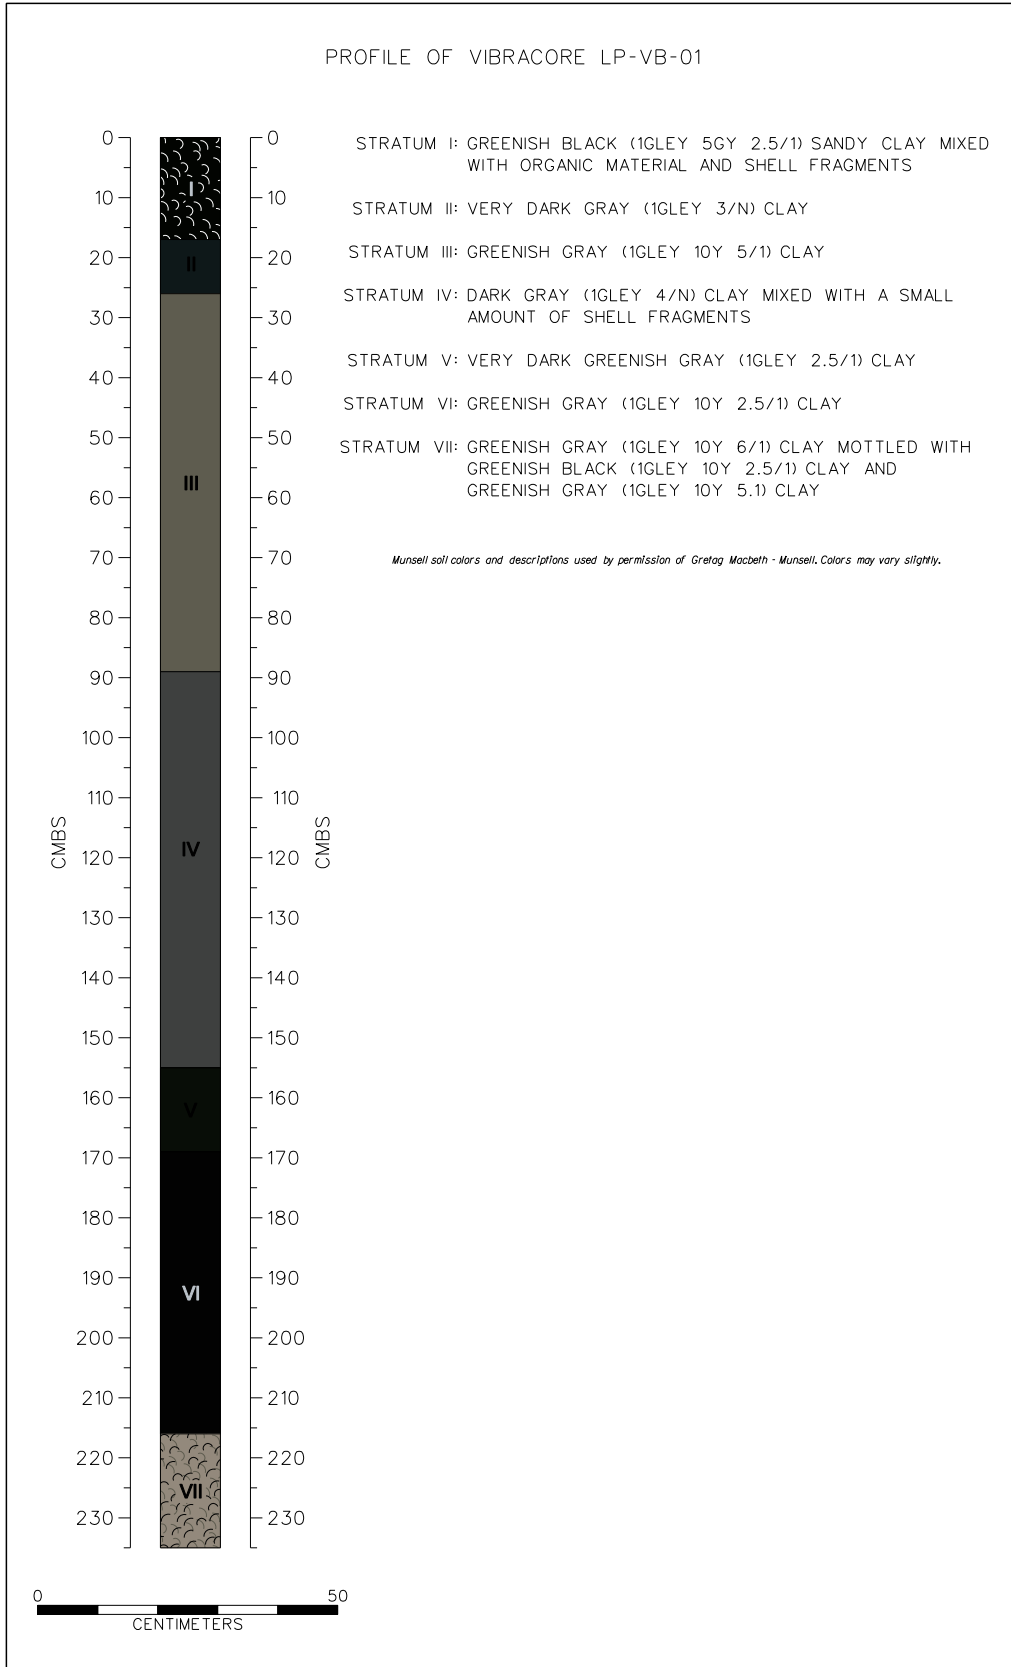 PROFILE OF VIBRACORE LP-VB-01
0
10
20
30
40
50
60
70
80
90
100
110
120
130
140
150
160
170
180
190
200
210
220
230
CMBS
I
II
III
IV
V
VI
VII
0
10
20
30
40
50
60
70
80
90
100
110
120
130
140
150
160
170
180
190
200
210
220
230
CMBS
STRATUM I: GREENISH BLACK (1GLEY 5GY 2.5/1) SANDY CLAY MIXED
WITH ORGANIC MATERIAL AND SHELL FRAGMENTS
STRATUM II: VERY DARK GRAY (1GLEY 3/N) CLAY
STRATUM III: GREENISH GRAY (1GLEY 10Y 5/1) CLAY
STRATUM IV: DARK GRAY (1GLEY 4/N) CLAY MIXED WITH A SMALL
AMOUNT OF SHELL FRAGMENTS
STRATUM V: VERY DARK GREENISH GRAY (1GLEY 2.5/1) CLAY
STRATUM VI: GREENISH GRAY (1GLEY 10Y 2.5/1) CLAY
STRATUM VII: GREENISH GRAY (1GLEY 10Y 6/1) CLAY MOTTLED WITH
GREENISH BLACK (1GLEY 10Y 2.5/1) CLAY AND
GREENISH GRAY (1GLEY 10Y 5.1) CLAY
Munsell soil colors and descriptions used by permission of Gretag Macbeth - Munsell. Colors may vary slightly.
0 50
CENTIMETERS